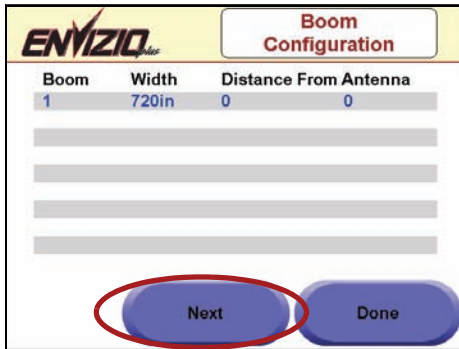 ENVIZIO plus
Boom
Configuration
Boom Width Distance From Antenna
1 720in 0 0
Next Done